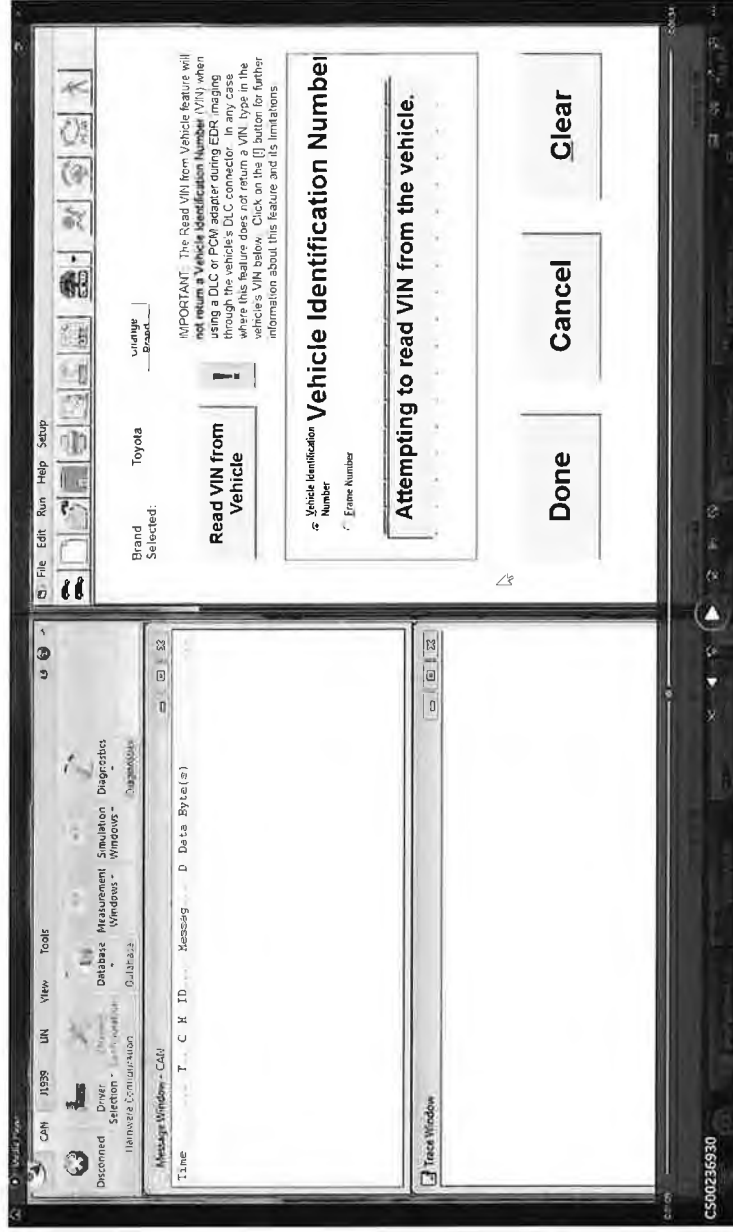 CAN J1939 LIN View Tools
Disconnected Driver Selection Database Measurement Windows Simulation Windows Diagnostics
Hardware Configuration Database Diagnostics
Message Window - CAN
Time T.. C M ID... Messag... D Data Byte(s)
Trace Window
File Edit Run Help Setup
Brand Selected: Toyota
Change Brand
Read VIN from Vehicle
!
IMPORTANT: The Read VIN from Vehicle feature will
not return a Vehicle Identification Number (VIN) when
using a DLC or PCM adapter during EDR imaging
through the vehicle's DLC connector. In any case
where this feature does not return a VIN, type in the
vehicle's VIN below. Click on the [!] button for further
information about this feature and its limitations
Vehicle Identification Number
Frame Number
Vehicle Identification Number
Attempting to read VIN from the vehicle.
Done
Cancel
Clear
CS00236930